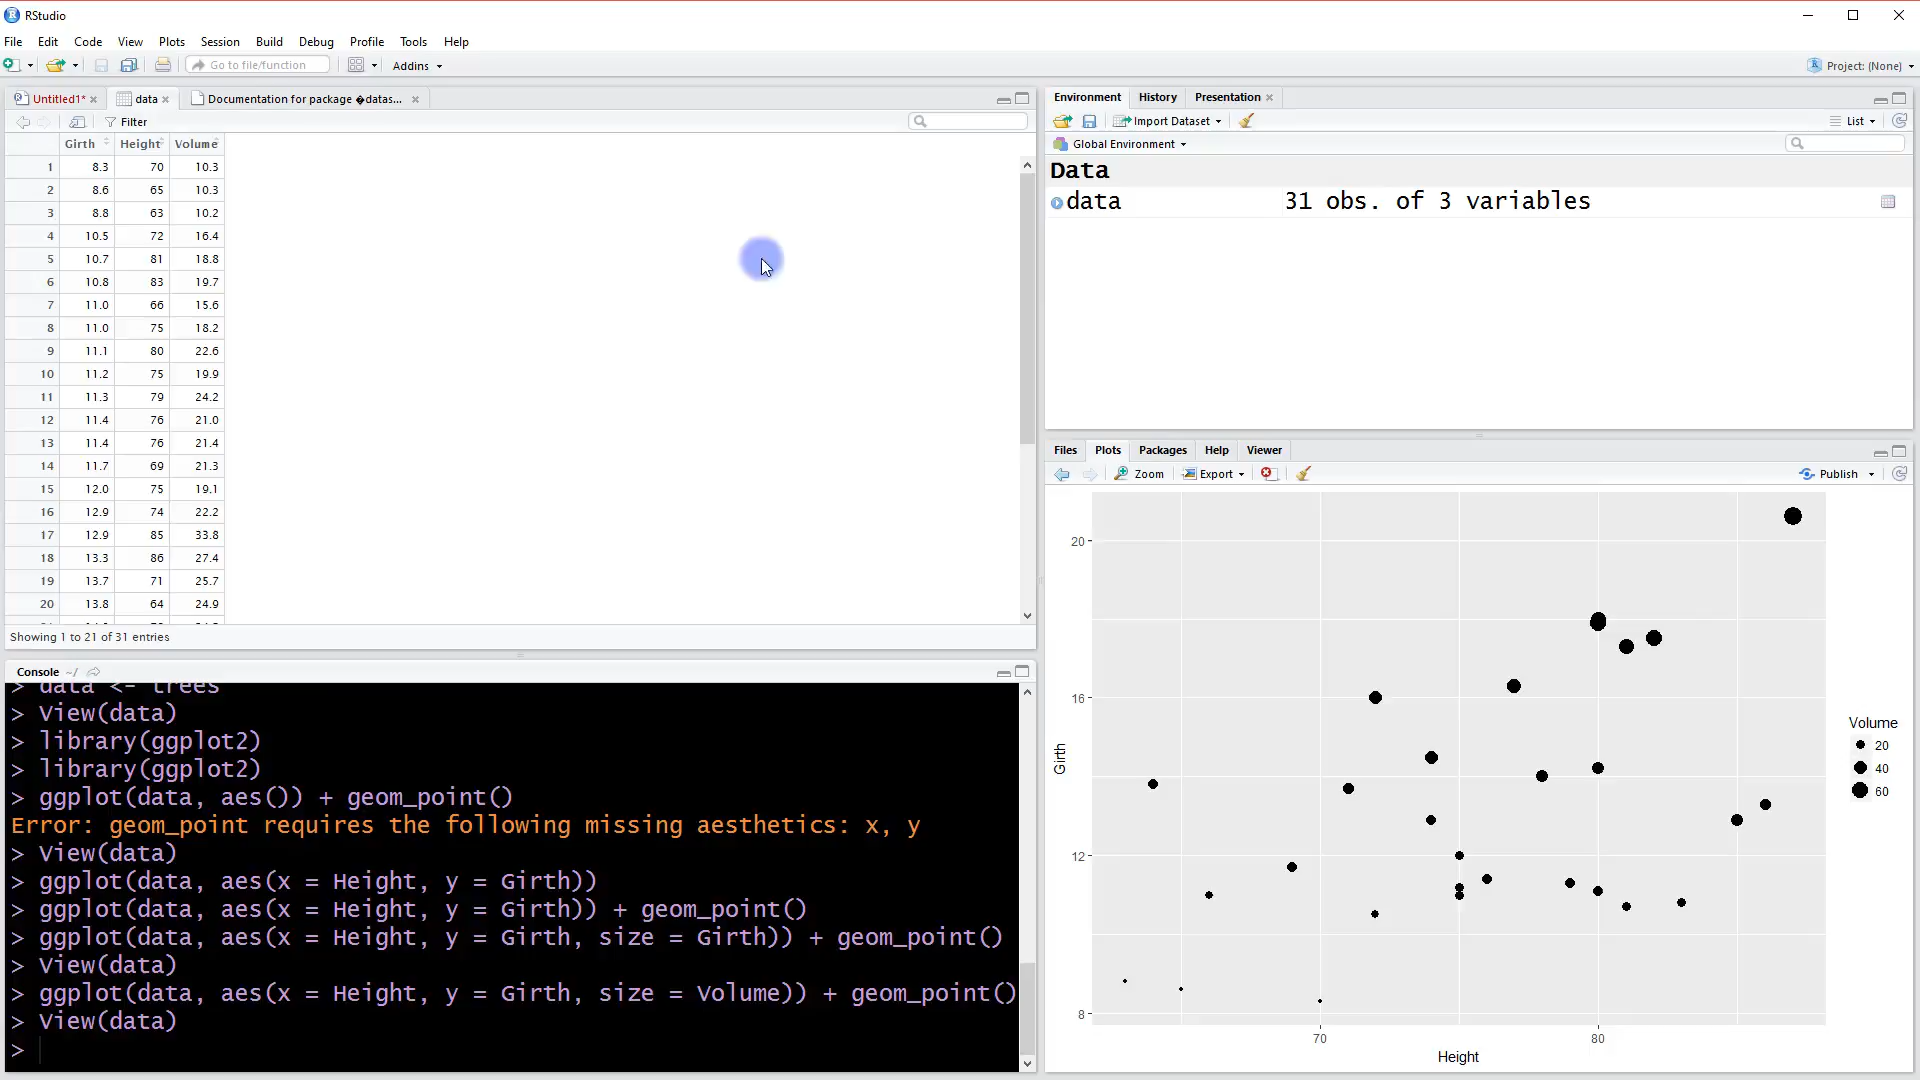 RStudio
File Edit Code View Plots Session Build Debug Profile Tools Help
Go to file/function Addins Project: (None)
Untitled1* data Documentation for package �datas...
Filter
Girth Height Volume
1 8.3 70 10.3
2 8.6 65 10.3
3 8.8 63 10.2
4 10.5 72 16.4
5 10.7 81 18.8
6 10.8 83 19.7
7 11.0 66 15.6
8 11.0 75 18.2
9 11.1 80 22.6
10 11.2 75 19.9
11 11.3 79 24.2
12 11.4 76 21.0
13 11.4 76 21.4
14 11.7 69 21.3
15 12.0 75 19.1
16 12.9 74 22.2
17 12.9 85 33.8
18 13.3 86 27.4
19 13.7 71 25.7
20 13.8 64 24.9
Showing 1 to 21 of 31 entries
Console ~/
> data <- trees
> View(data)
> library(ggplot2)
> library(ggplot2)
> ggplot(data, aes()) + geom_point()
Error: geom_point requires the following missing aesthetics: x, y
> View(data)
> ggplot(data, aes(x = Height, y = Girth))
> ggplot(data, aes(x = Height, y = Girth)) + geom_point()
> ggplot(data, aes(x = Height, y = Girth, size = Girth)) + geom_point()
> View(data)
> ggplot(data, aes(x = Height, y = Girth, size = Volume)) + geom_point()
> View(data)
>
Environment History Presentation
Import Dataset List
Global Environment
Data
data 31 obs. of 3 variables
Files Plots Packages Help Viewer
Zoom Export Publish
20
16
12
8
Girth
70 80
Height
Volume
20
40
60